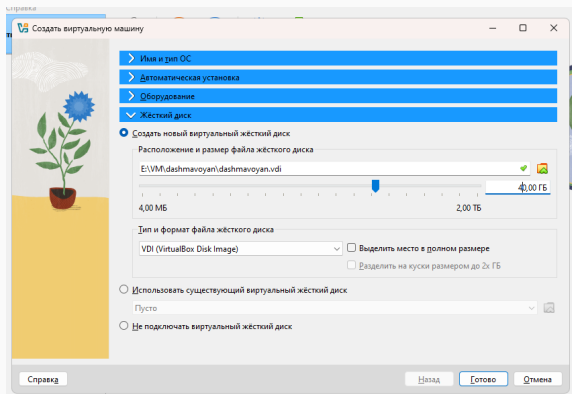 Справка
Создать виртуальную машину
Имя и тип ОС
Автоматическая установка
Оборудование
Жёсткий диск
Создать новый виртуальный жёсткий диск
Расположение и размер файла жёсткого диска
E:\VM\dashmavoyan\dashmavoyan.vdi
40,00 ГБ
4,00 МБ 2,00 ТБ
Тип и формат файла жёсткого диска
VDI (VirtualBox Disk Image) Выделить место в полном размере
Разделить на куски размером до 2х ГБ
Использовать существующий виртуальный жёсткий диск
Пусто
Не подключать виртуальный жёсткий диск
Справка Назад Готово Отмена